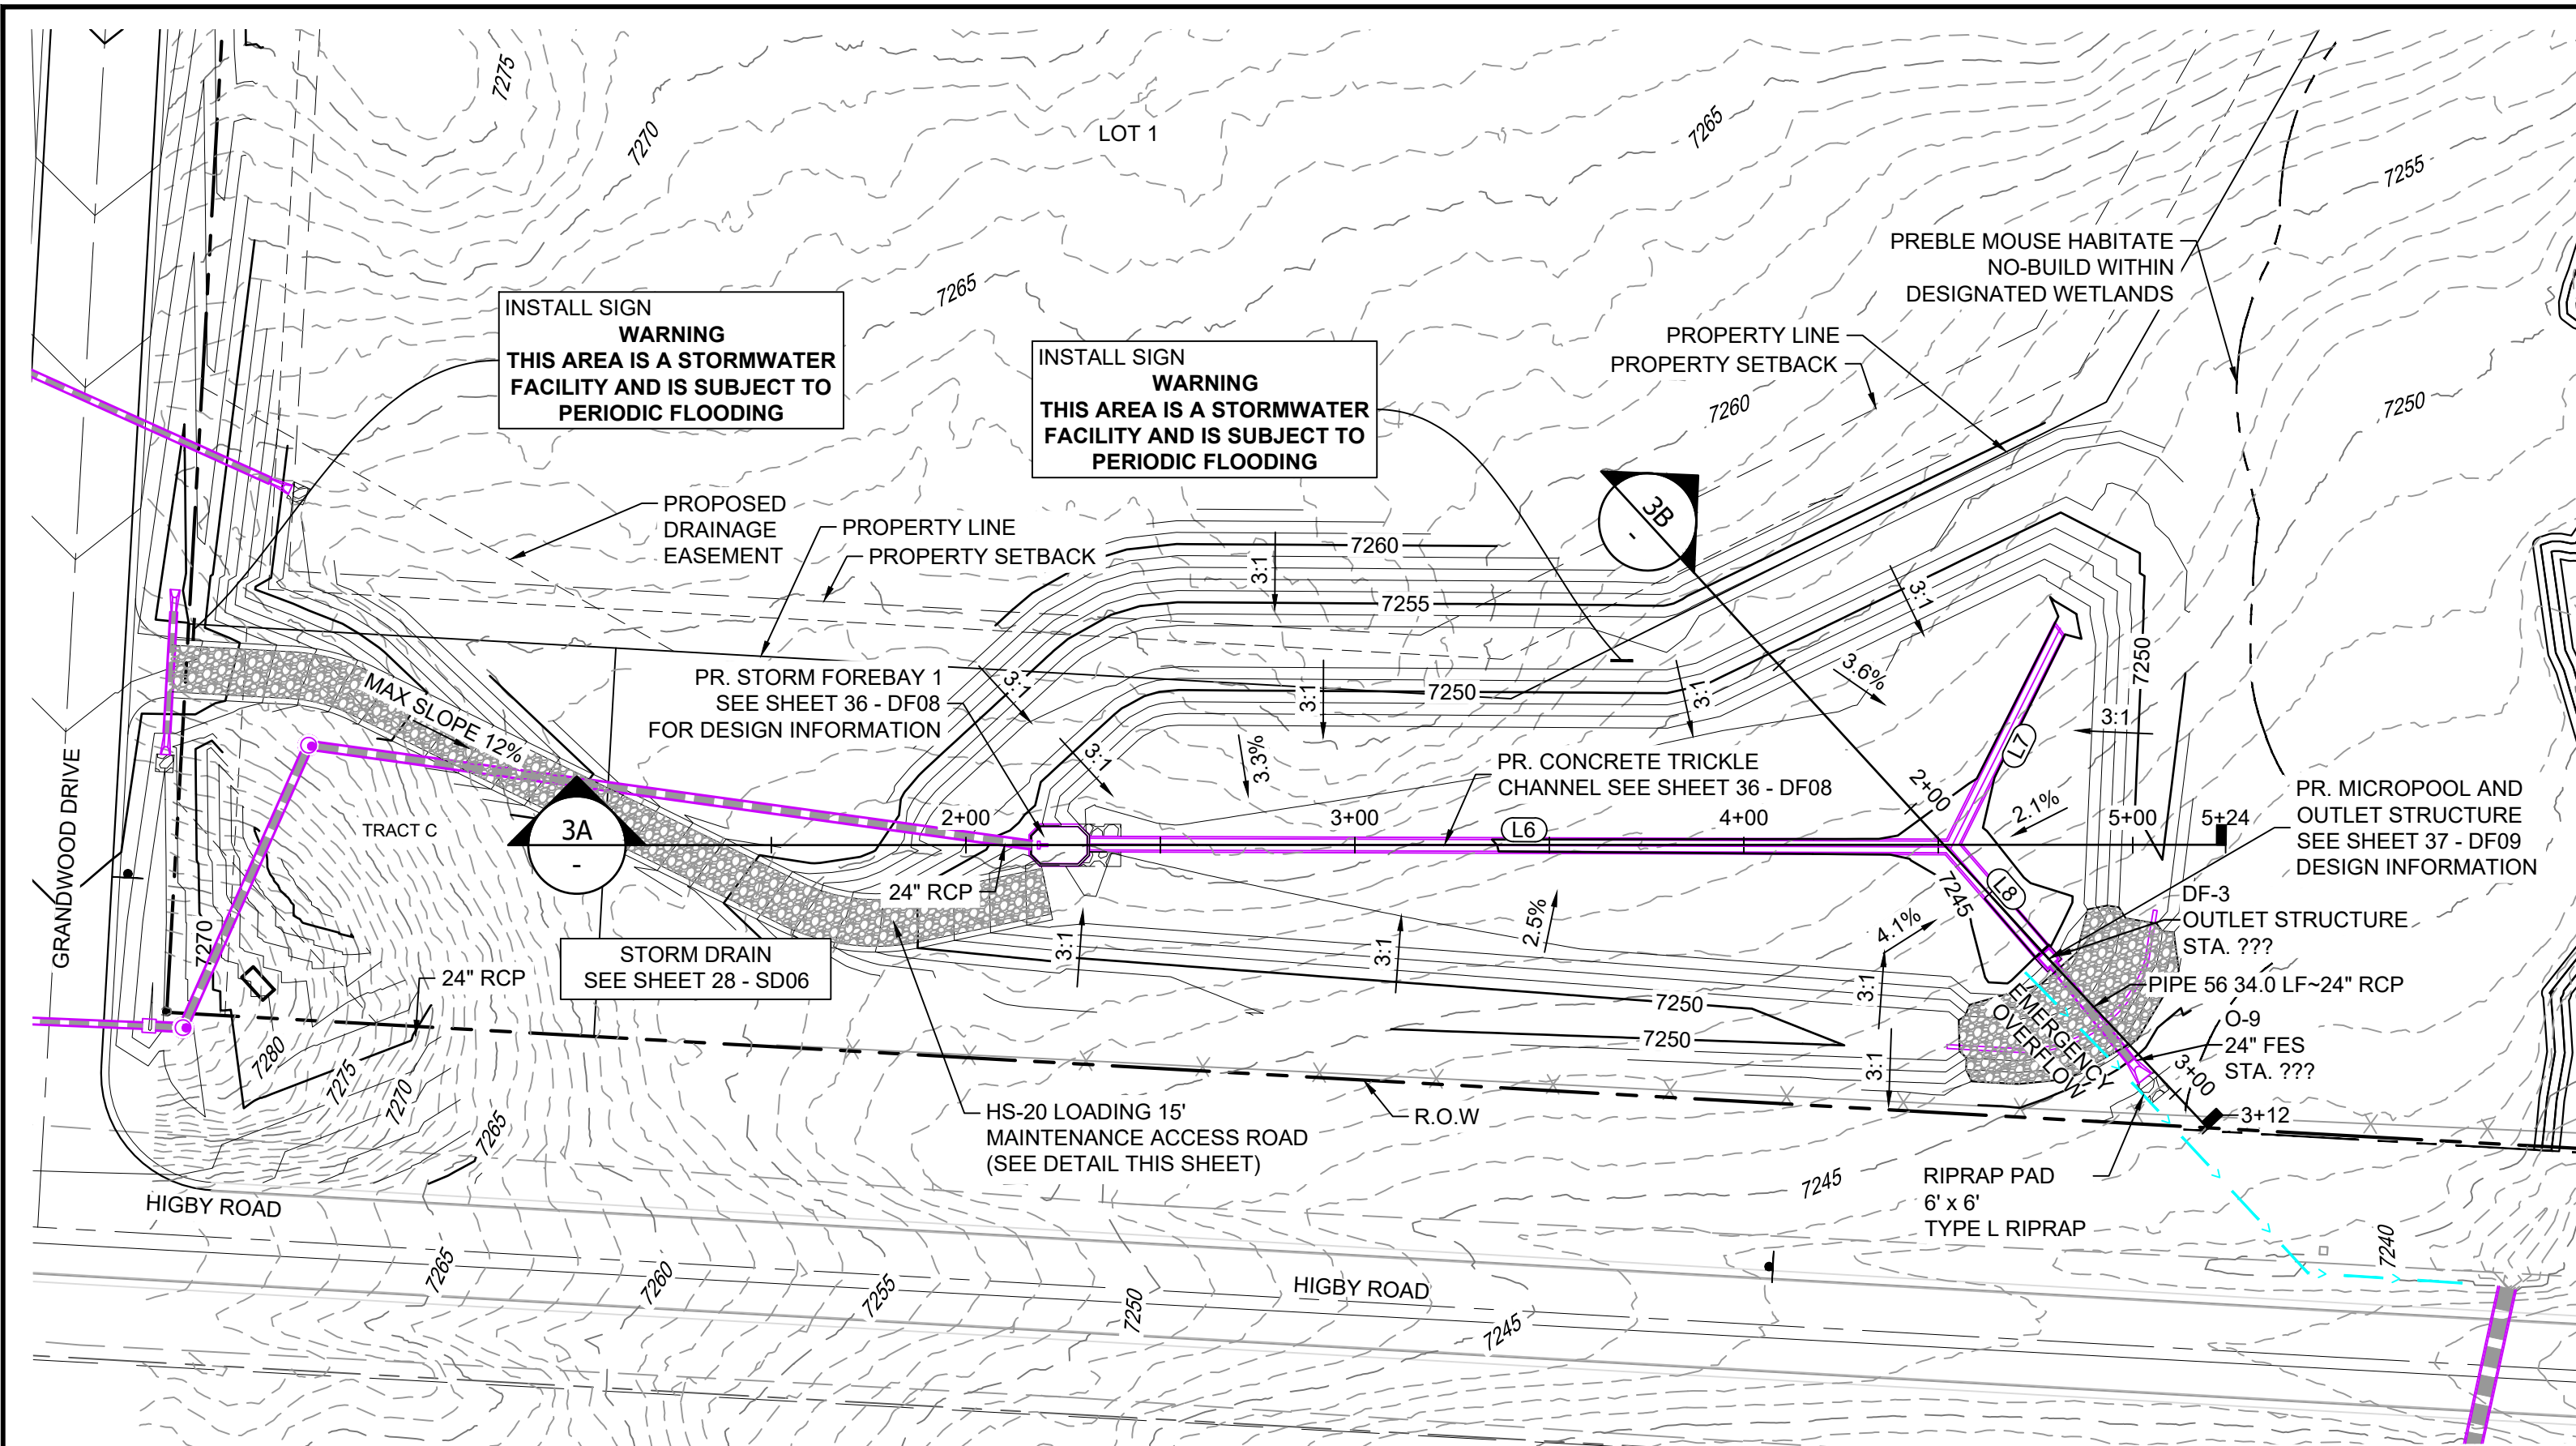 7275
7270
LOT 1
7265
7255
PREBLE MOUSE HABITATE
NO-BUILD WITHIN
DESIGNATED WETLANDS
7265
INSTALL SIGN
WARNING
THIS AREA IS A STORMWATER
FACILITY AND IS SUBJECT TO
PERIODIC FLOODING
INSTALL SIGN
WARNING
THIS AREA IS A STORMWATER
FACILITY AND IS SUBJECT TO
PERIODIC FLOODING
PROPERTY LINE
PROPERTY SETBACK
7260
7250
PROPOSED
DRAINAGE
EASEMENT
PROPERTY LINE
PROPERTY SETBACK
3B
-
7260
3:1
7255
3:1
PR. STORM FOREBAY 1
SEE SHEET 36 - DF08
FOR DESIGN INFORMATION
3:1
3:1
7250
3:1
3.6%
7250
3:1
MAX SLOPE 12%
3:1
3.3%
PR. CONCRETE TRICKLE
CHANNEL SEE SHEET 36 - DF08
L7
2+00
2.1%
PR. MICROPOOL AND
OUTLET STRUCTURE
SEE SHEET 37 - DF09
DESIGN INFORMATION
GRANDWOOD DRIVE
TRACT C
3A
-
2+00
3+00
L6
4+00
5+00
5+24
24" RCP
L8
7245
DF-3
OUTLET STRUCTURE
STA. ???
7270
3:1
3:1
2.5%
4.1%
3:1
STORM DRAIN
SEE SHEET 28 - SD06
24" RCP
PIPE 56 34.0 LF~24" RCP
7250
7250
EMERGENCY
OVERFLOW
O-9
24" FES
STA. ???
3:1
3+00
3+12
7280
7275
7270
7265
HS-20 LOADING 15'
MAINTENANCE ACCESS ROAD
(SEE DETAIL THIS SHEET)
R.O.W
7245
RIPRAP PAD
6' x 6'
TYPE L RIPRAP
HIGBY ROAD
7265
7260
7255
7250
HIGBY ROAD
7245
7240